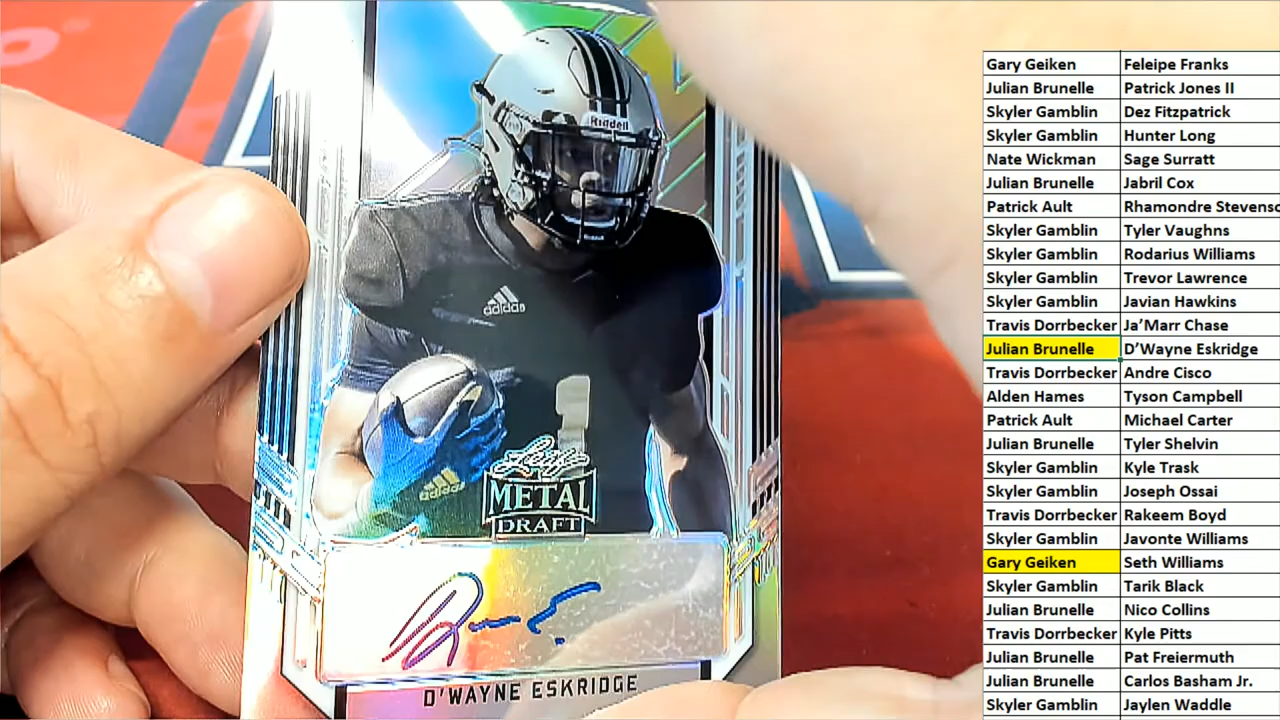 Riddell
adidas
1
adidas
Leaf
METAL
DRAFT
D'WAYNE ESKRIDGE
Gary Geiken Feleipe Franks
Julian Brunelle Patrick Jones II
Skyler Gamblin Dez Fitzpatrick
Skyler Gamblin Hunter Long
Nate Wickman Sage Surratt
Julian Brunelle Jabril Cox
Patrick Ault Rhamondre Stevensc
Skyler Gamblin Tyler Vaughns
Skyler Gamblin Rodarius Williams
Skyler Gamblin Trevor Lawrence
Skyler Gamblin Javian Hawkins
Travis Dorrbecker Ja’Marr Chase
Julian Brunelle D’Wayne Eskridge
Travis Dorrbecker Andre Cisco
Alden Hames Tyson Campbell
Patrick Ault Michael Carter
Julian Brunelle Tyler Shelvin
Skyler Gamblin Kyle Trask
Skyler Gamblin Joseph Ossai
Travis Dorrbecker Rakeem Boyd
Skyler Gamblin Javonte Williams
Gary Geiken Seth Williams
Skyler Gamblin Tarik Black
Julian Brunelle Nico Collins
Travis Dorrbecker Kyle Pitts
Julian Brunelle Pat Freiermuth
Julian Brunelle Carlos Basham Jr.
Skyler Gamblin Jaylen Waddle